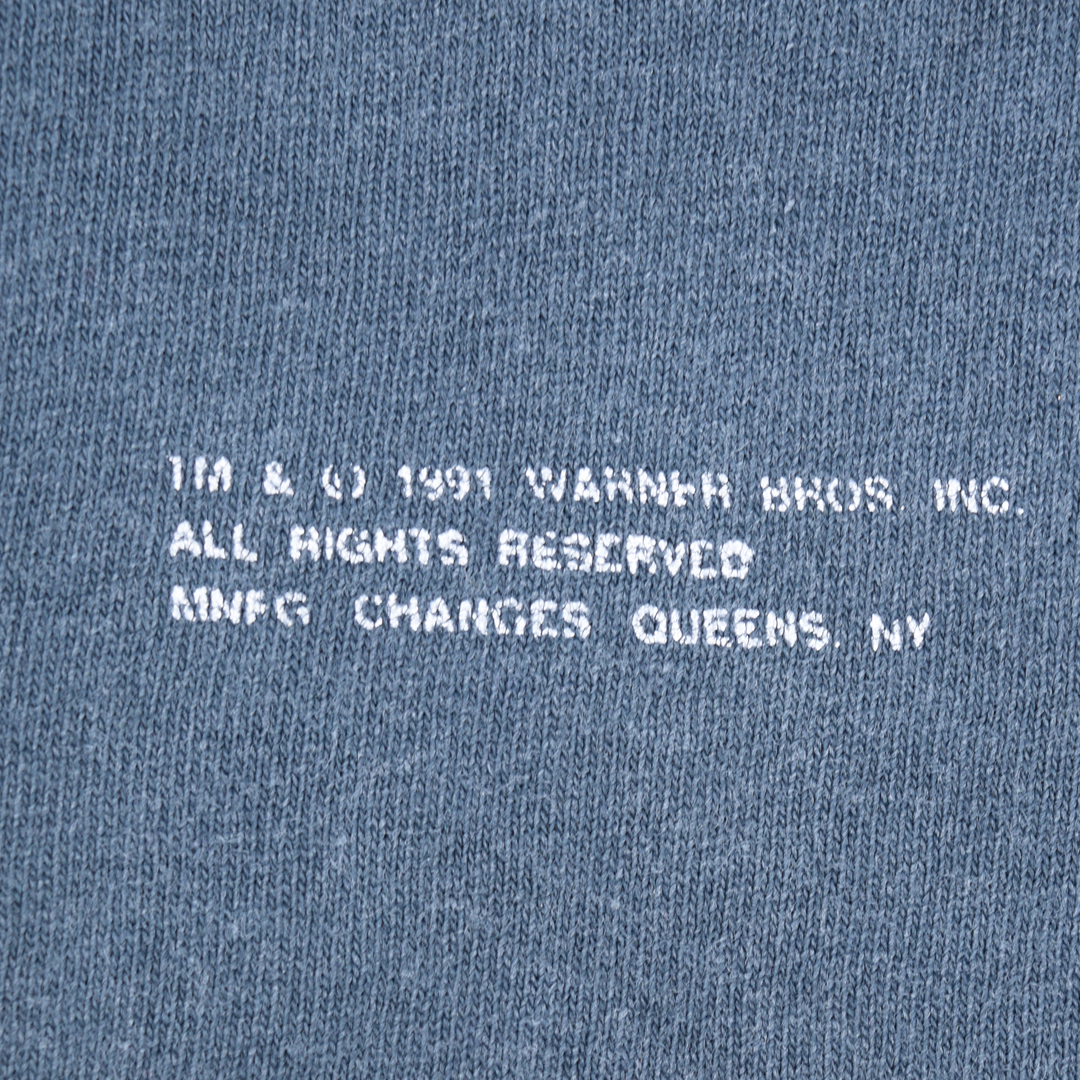 TM & © 1991 WARNER BROS. INC.
ALL RIGHTS RESERVED
MNFG CHANGES QUEENS, NY